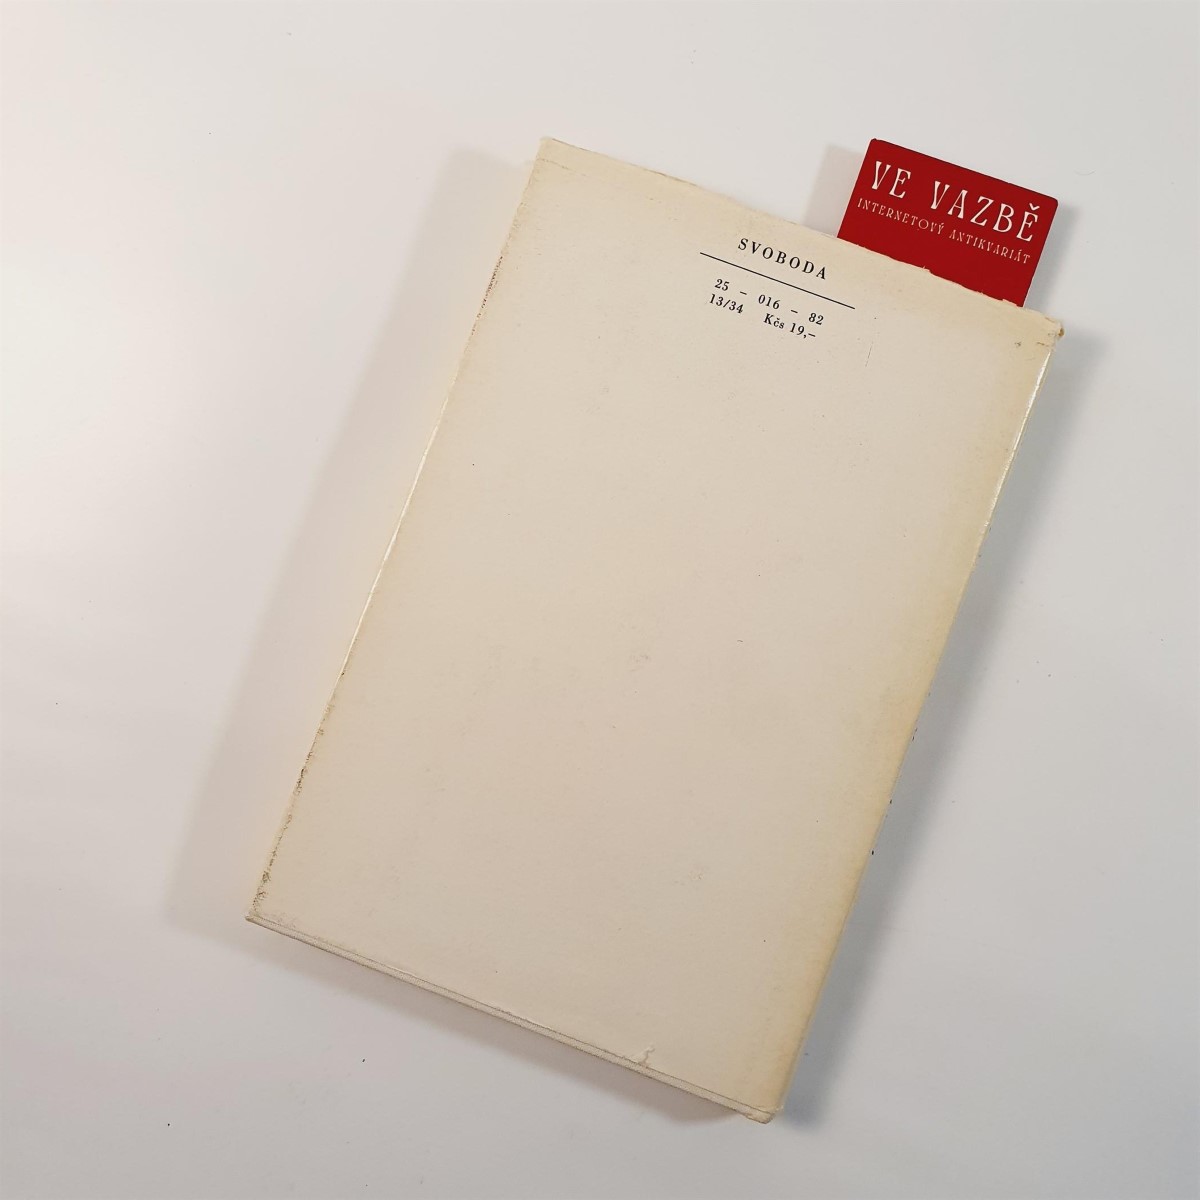 VE VAZBĚ
INTERNETOVÝ ANTIKVARIÁT
SVOBODA
25 – 016 – 82
13/34 Kčs 19,–